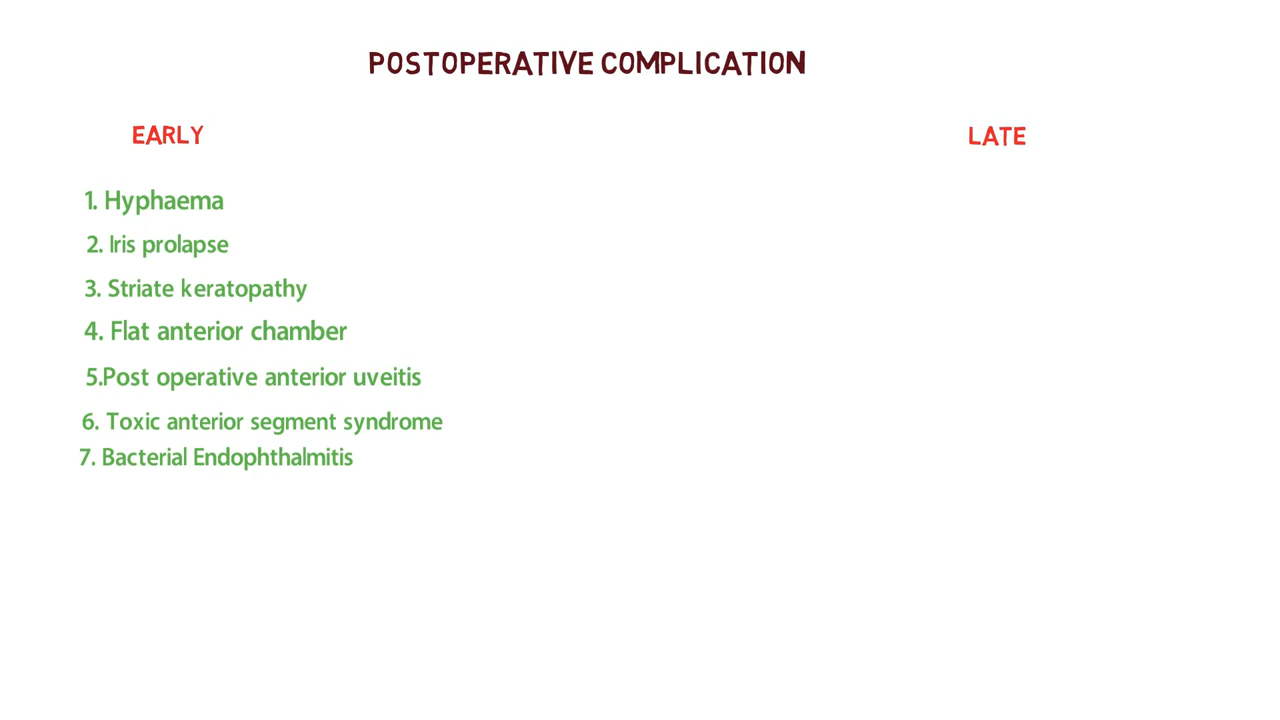 POSTOPERATIVE COMPLICATION
EARLY
LATE
1. Hyphaema
2. Iris prolapse
3. Striate keratopathy
4. Flat anterior chamber
5.Post operative anterior uveitis
6. Toxic anterior segment syndrome
7. Bacterial Endophthalmitis